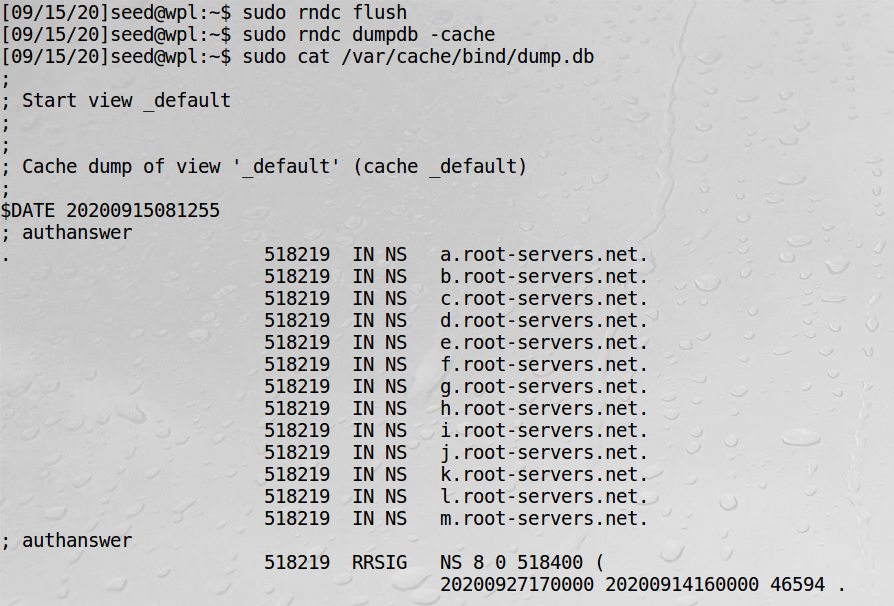 [09/15/20]seed@wpl:~$ sudo rndc flush
[09/15/20]seed@wpl:~$ sudo rndc dumpdb -cache
[09/15/20]seed@wpl:~$ sudo cat /var/cache/bind/dump.db
;
; Start view _default
;
;
; Cache dump of view '_default' (cache _default)
;
$DATE 20200915081255
; authanswer
.                       518219  IN NS   a.root-servers.net.
                        518219  IN NS   b.root-servers.net.
                        518219  IN NS   c.root-servers.net.
                        518219  IN NS   d.root-servers.net.
                        518219  IN NS   e.root-servers.net.
                        518219  IN NS   f.root-servers.net.
                        518219  IN NS   g.root-servers.net.
                        518219  IN NS   h.root-servers.net.
                        518219  IN NS   i.root-servers.net.
                        518219  IN NS   j.root-servers.net.
                        518219  IN NS   k.root-servers.net.
                        518219  IN NS   l.root-servers.net.
                        518219  IN NS   m.root-servers.net.
; authanswer
                        518219  RRSIG   NS 8 0 518400 (
                                        20200927170000 20200914160000 46594 .